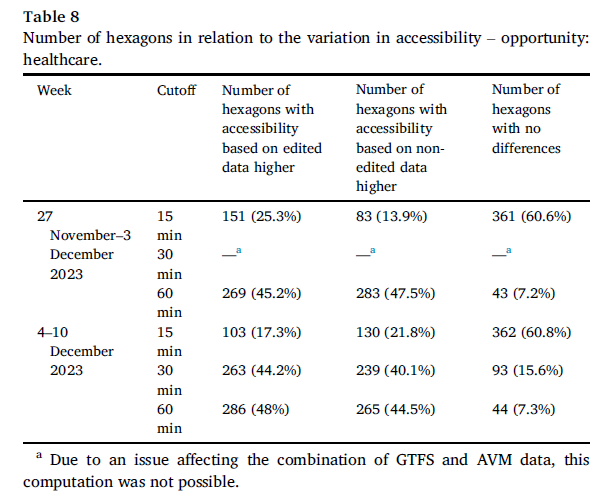 Table 8
Number of hexagons in relation to the variation in accessibility – opportunity:
healthcare.
Week Cutoff Number of Number of Number of
hexagons with hexagons with hexagons
accessibility accessibility with no
based on edited based on non- differences
data higher edited data
higher
27 15 151 (25.3%) 83 (13.9%) 361 (60.6%)
November–3 min
December 30 —a —a —a
2023 min
60 269 (45.2%) 283 (47.5%) 43 (7.2%)
min
4–10 15 103 (17.3%) 130 (21.8%) 362 (60.8%)
December min
2023 30 263 (44.2%) 239 (40.1%) 93 (15.6%)
min
60 286 (48%) 265 (44.5%) 44 (7.3%)
min
a Due to an issue affecting the combination of GTFS and AVM data, this
computation was not possible.